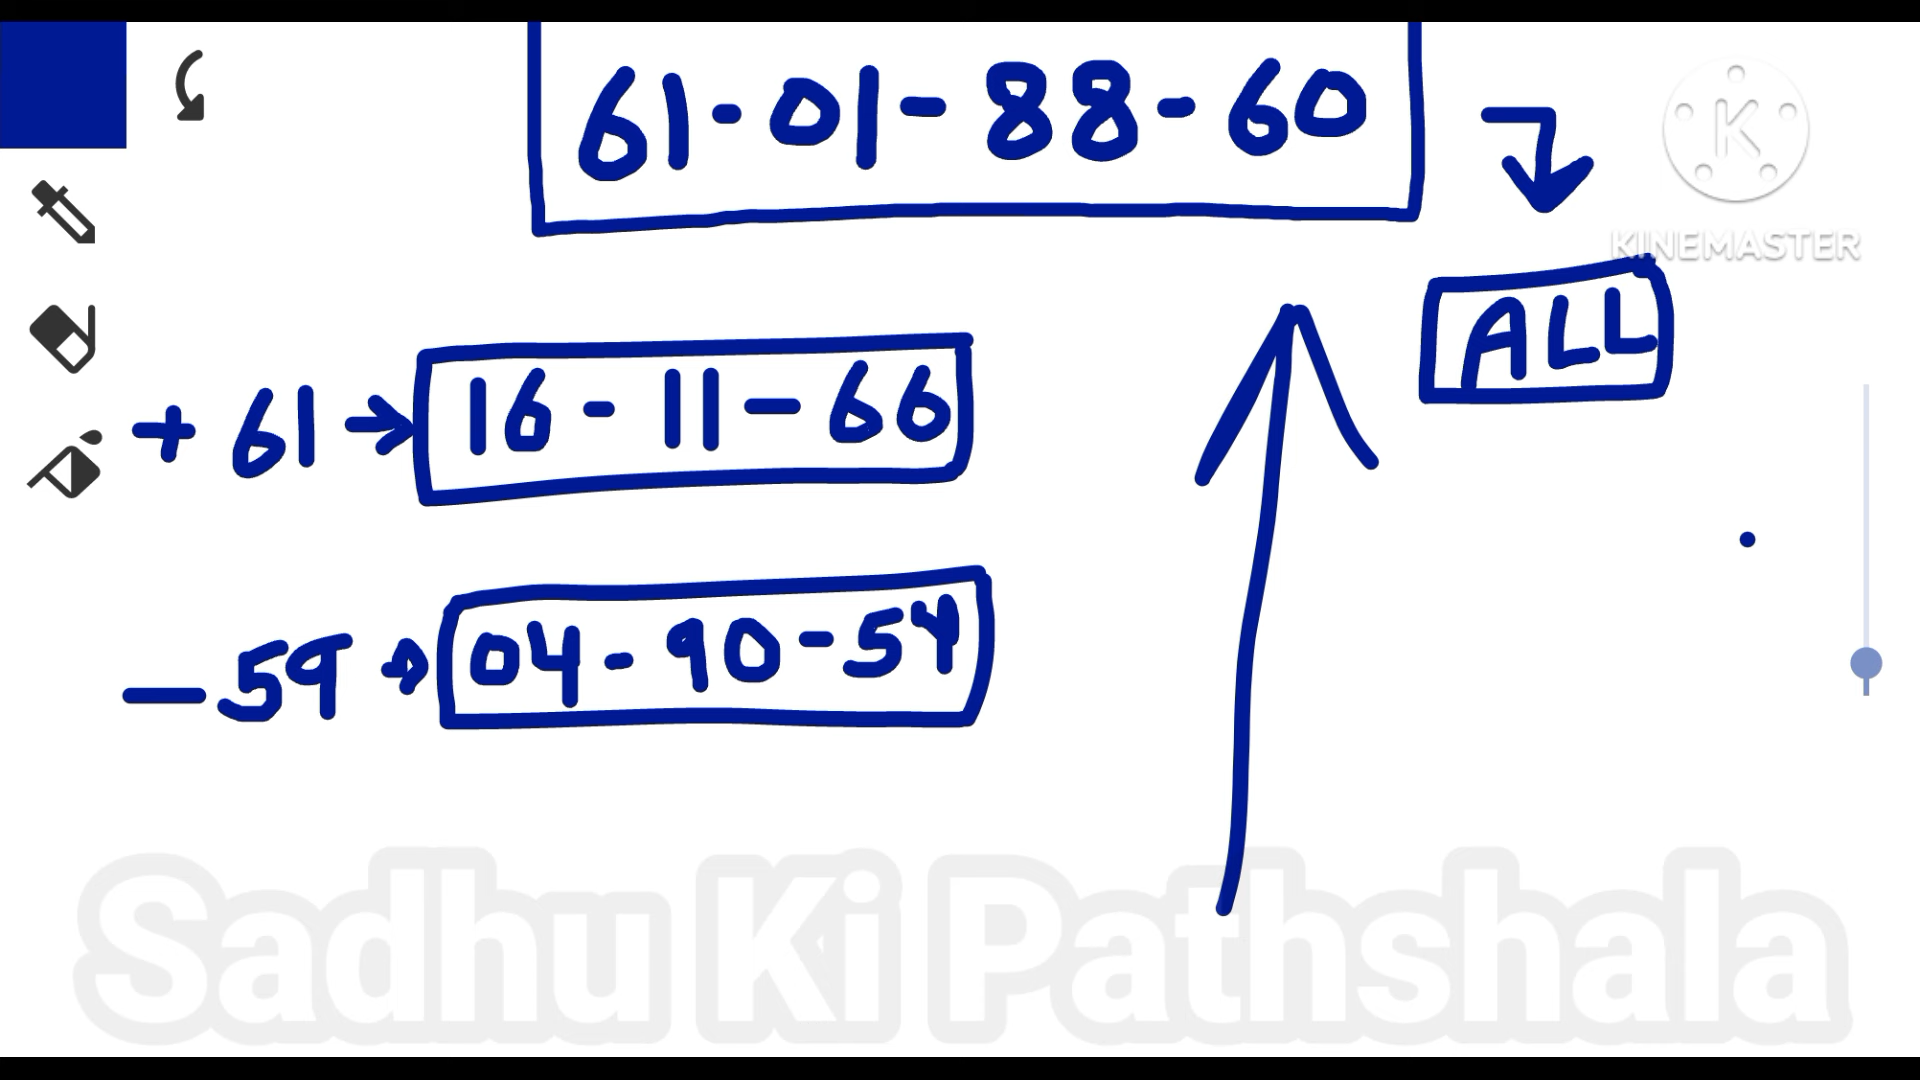 61-01-88-60
KINEMASTER
ALL
+ 61 → 16 - 11 - 66
- 59 → 04 - 90 - 54
Sadhu Ki Pathshala